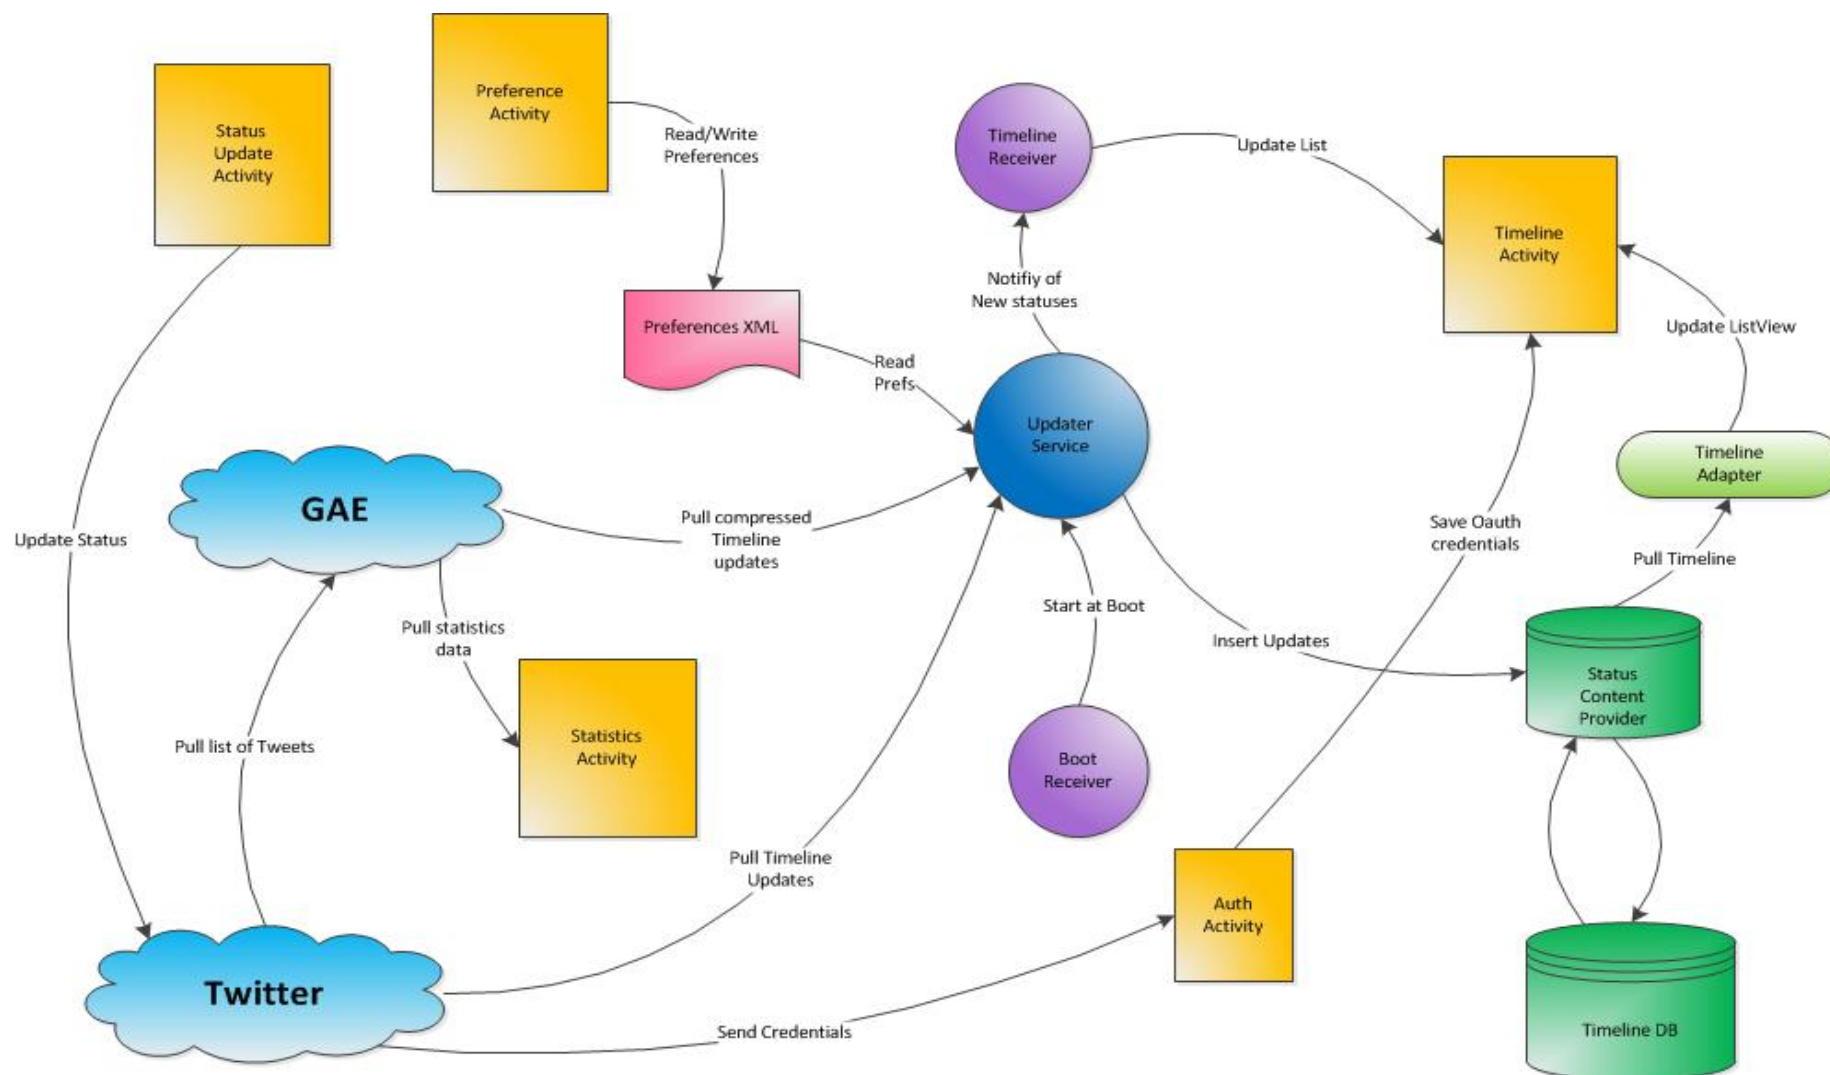 Status
Update
Activity
Preference
Activity
Read/Write
Preferences
Timeline
Receiver
Update List
Timeline
Activity
Notifiy of
New statuses
Preferences XML
Read
Prefs
Update ListView
Updater
Service
Timeline
Adapter
GAE
Pull compressed
Timeline
updates
Save Oauth
credentials
Update Status
Pull Timeline
Start at Boot
Pull statistics
data
Insert Updates
Status
Content
Provider
Pull list of Tweets
Statistics
Activity
Boot
Receiver
Pull Timeline
Updates
Auth
Activity
Twitter
Send Credentials
Timeline DB